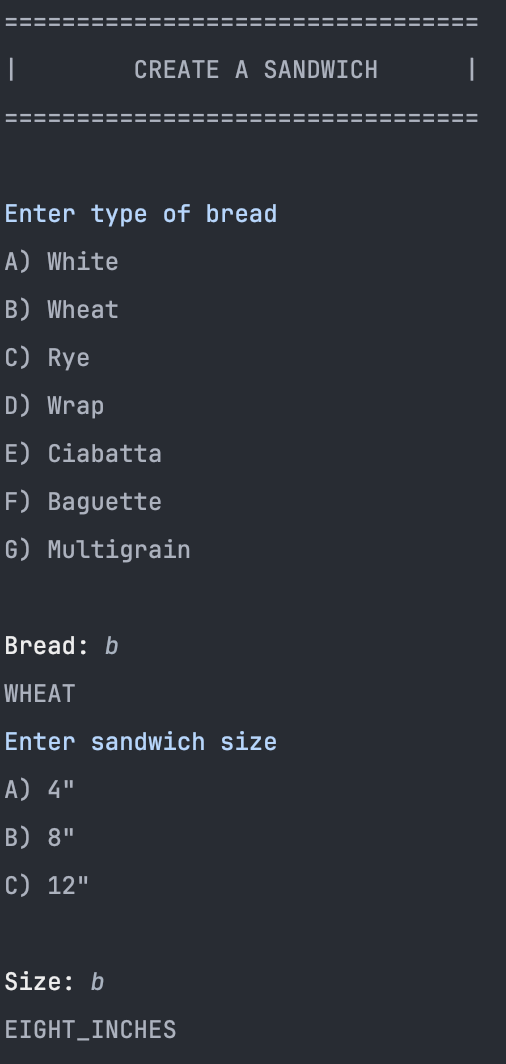 =================================
|        CREATE A SANDWICH      |
=================================
Enter type of bread
A) White
B) Wheat
C) Rye
D) Wrap
E) Ciabatta
F) Baguette
G) Multigrain
Bread: b
WHEAT
Enter sandwich size
A) 4"
B) 8"
C) 12"
Size: b
EIGHT_INCHES